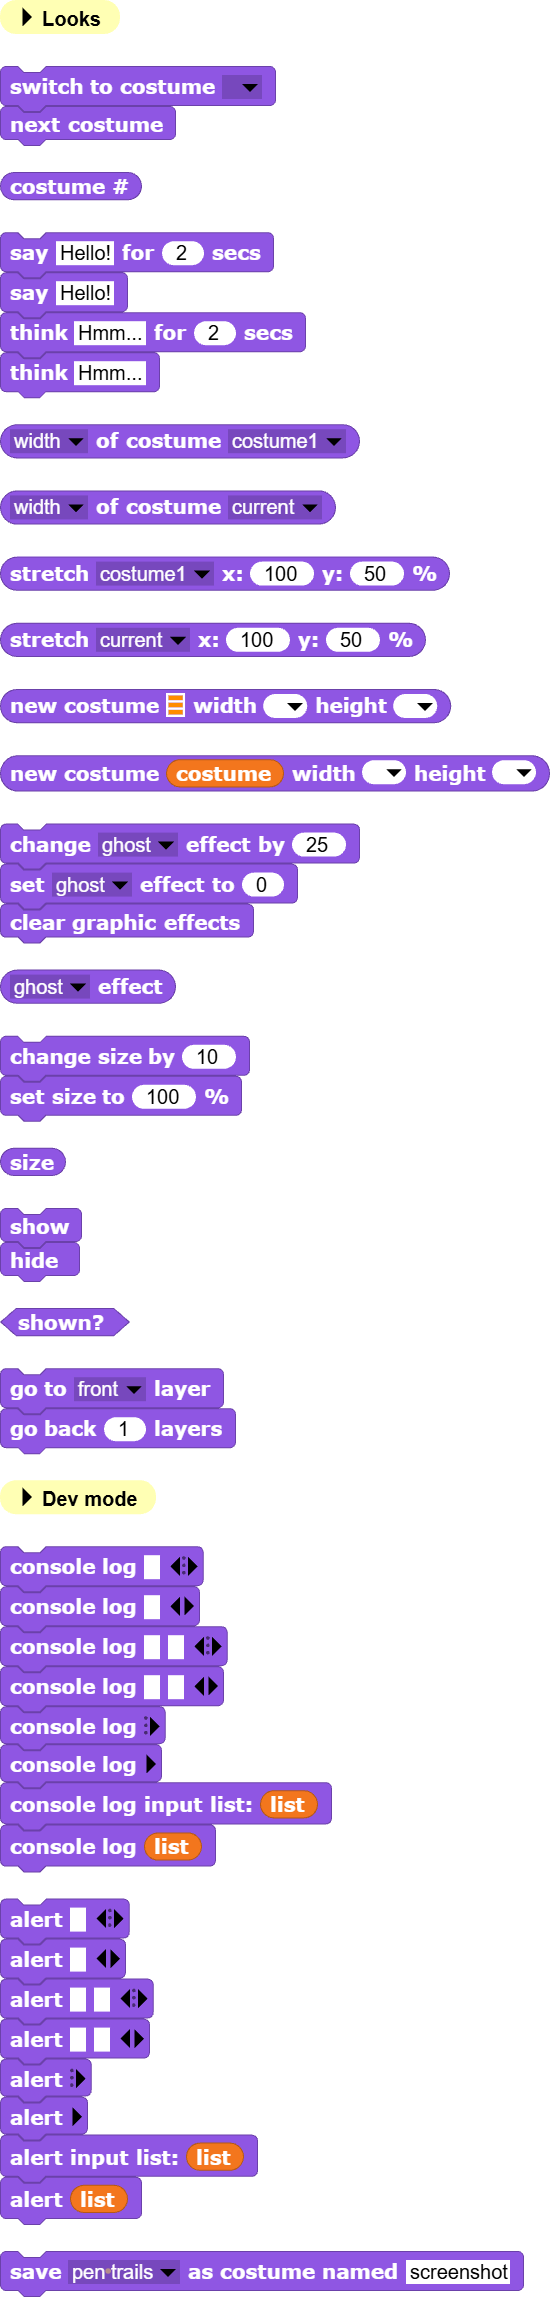 Looks
switch to costume
next costume
costume #
say Hello! for 2 secs
say Hello!
think Hmm... for 2 secs
think Hmm...
width of costume costume1
width of costume current
stretch costume1 x: 100 y: 50 %
stretch current x: 100 y: 50 %
new costume width height
new costume costume width height
change ghost effect by 25
set ghost effect to 0
clear graphic effects
ghost effect
change size by 10
set size to 100 %
size
show
hide
shown?
go to front layer
go back 1 layers
Dev mode
console log
console log
console log
console log
console log
console log
console log input list: list
console log list
alert
alert
alert
alert
alert
alert
alert input list: list
alert list
save pen trails as costume named screenshot